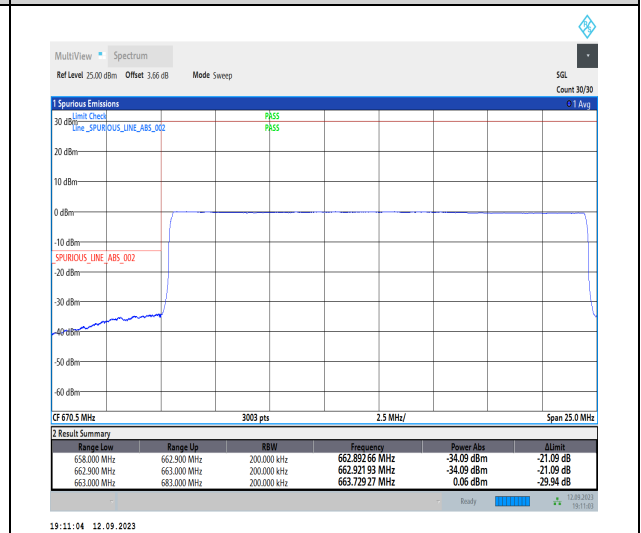 MultiView Spectrum
Ref Level 25.00 dBm Offset 3.66 dB Mode Sweep SGL
Count 30/30
1 Spurious Emissions 1 Avg
Limit Check PASS
30 dBm
Line _SPURIOUS_LINE_ABS_002 PASS
20 dBm
10 dBm
0 dBm
-10 dBm
SPURIOUS_LINE_ABS_002
-20 dBm
-30 dBm
-40 dBm
-50 dBm
-60 dBm
CF 670.5 MHz 3003 pts 2.5 MHz/ Span 25.0 MHz
2 Result Summary
Range Low Range Up RBW Frequency Power Abs ΔLimit
658.000 MHz 662.900 MHz 200.000 kHz 662.892 66 MHz -34.09 dBm -21.09 dB
662.900 MHz 663.000 MHz 200.000 kHz 662.921 93 MHz -34.09 dBm -21.09 dB
663.000 MHz 683.000 MHz 200.000 kHz 663.729 27 MHz 0.06 dBm -29.94 dB
Ready 12.09.2023
19:11:03
19:11:04 12.09.2023